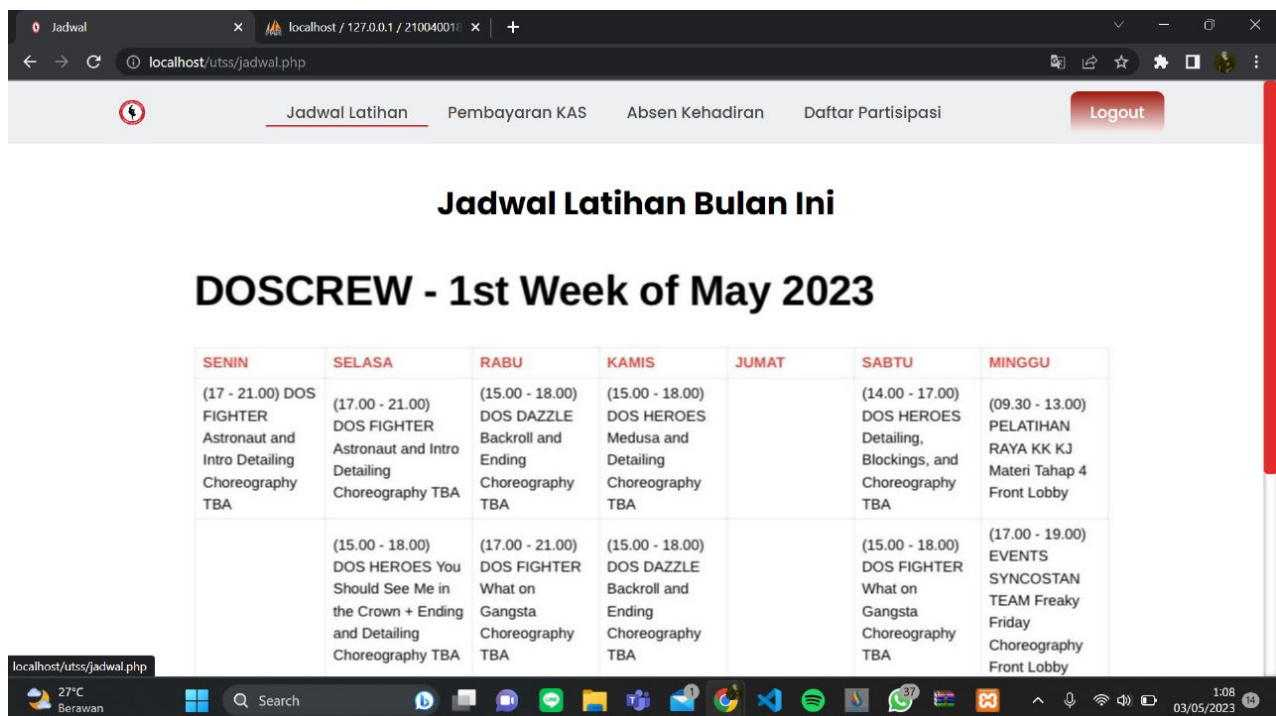 Jadwal
localhost / 127.0.0.1 / 210040018
localhost/utss/jadwal.php
Jadwal Latihan
Pembayaran KAS
Absen Kehadiran
Daftar Partisipasi
Logout
Jadwal Latihan Bulan Ini
DOSCREW - 1st Week of May 2023
SENIN
SELASA
RABU
KAMIS
JUMAT
SABTU
MINGGU
(17 - 21.00) DOS
FIGHTER
Astronaut and
Intro Detailing
Choreography
TBA
(17.00 - 21.00)
DOS FIGHTER
Astronaut and Intro
Detailing
Choreography TBA
(15.00 - 18.00)
DOS DAZZLE
Backroll and
Ending
Choreography
TBA
(15.00 - 18.00)
DOS HEROES
Medusa and
Detailing
Choreography
TBA
(14.00 - 17.00)
DOS HEROES
Detailing,
Blockings, and
Choreography
TBA
(09.30 - 13.00)
PELATIHAN
RAYA KK KJ
Materi Tahap 4
Front Lobby
(15.00 - 18.00)
DOS HEROES You
Should See Me in
the Crown + Ending
and Detailing
Choreography TBA
(17.00 - 21.00)
DOS FIGHTER
What on
Gangsta
Choreography
TBA
(15.00 - 18.00)
DOS DAZZLE
Backroll and
Ending
Choreography
TBA
(15.00 - 18.00)
DOS FIGHTER
What on
Gangsta
Choreography
TBA
(17.00 - 19.00)
EVENTS
SYNCOSTAN
TEAM Freaky
Friday
Choreography
Front Lobby
localhost/utss/jadwal.php
27°C
Berawan
Search
1
37
1:08
03/05/2023
14